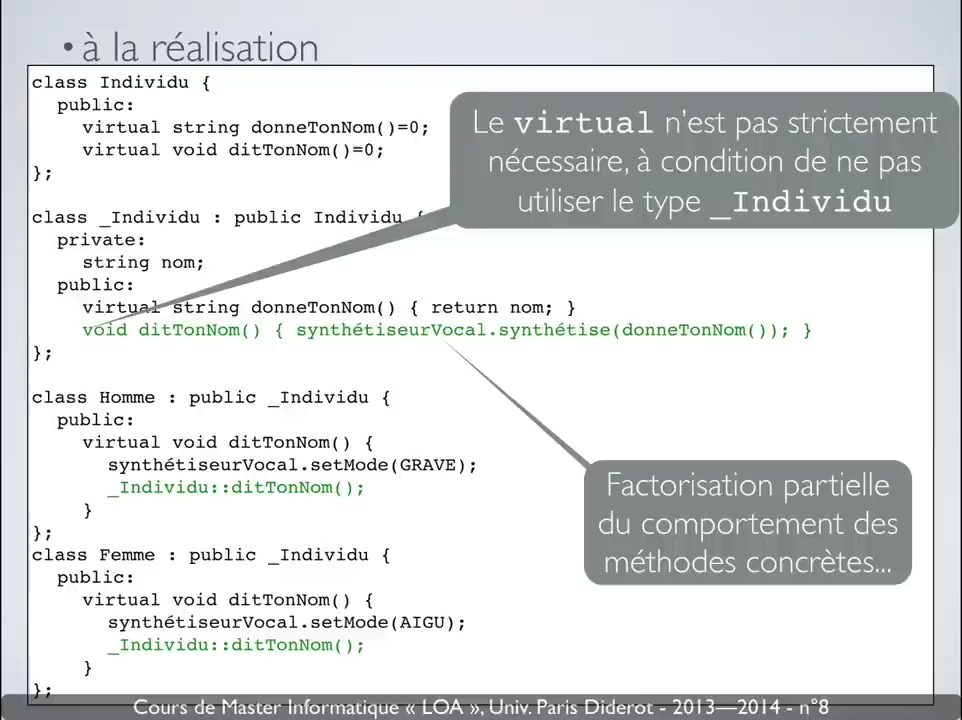 • à la réalisation
class Individu {
public:
virtual string donneTonNom()=0;
virtual void ditTonNom()=0;
};
Le virtual n'est pas strictement
nécessaire, à condition de ne pas
utiliser le type _Individu
class _Individu : public Individu {
private:
string nom;
public:
virtual string donneTonNom() { return nom; }
void ditTonNom() { synthétiseurVocal.synthétise(donneTonNom()); }
};
class Homme : public _Individu {
public:
virtual void ditTonNom() {
synthétiseurVocal.setMode(GRAVE);
_Individu::ditTonNom();
}
};
Factorisation partielle
du comportement des
méthodes concrètes...
class Femme : public _Individu {
public:
virtual void ditTonNom() {
synthétiseurVocal.setMode(AIGU);
_Individu::ditTonNom();
}
};
Cours de Master Informatique « LOA », Univ. Paris Diderot - 2013—2014 - n°8